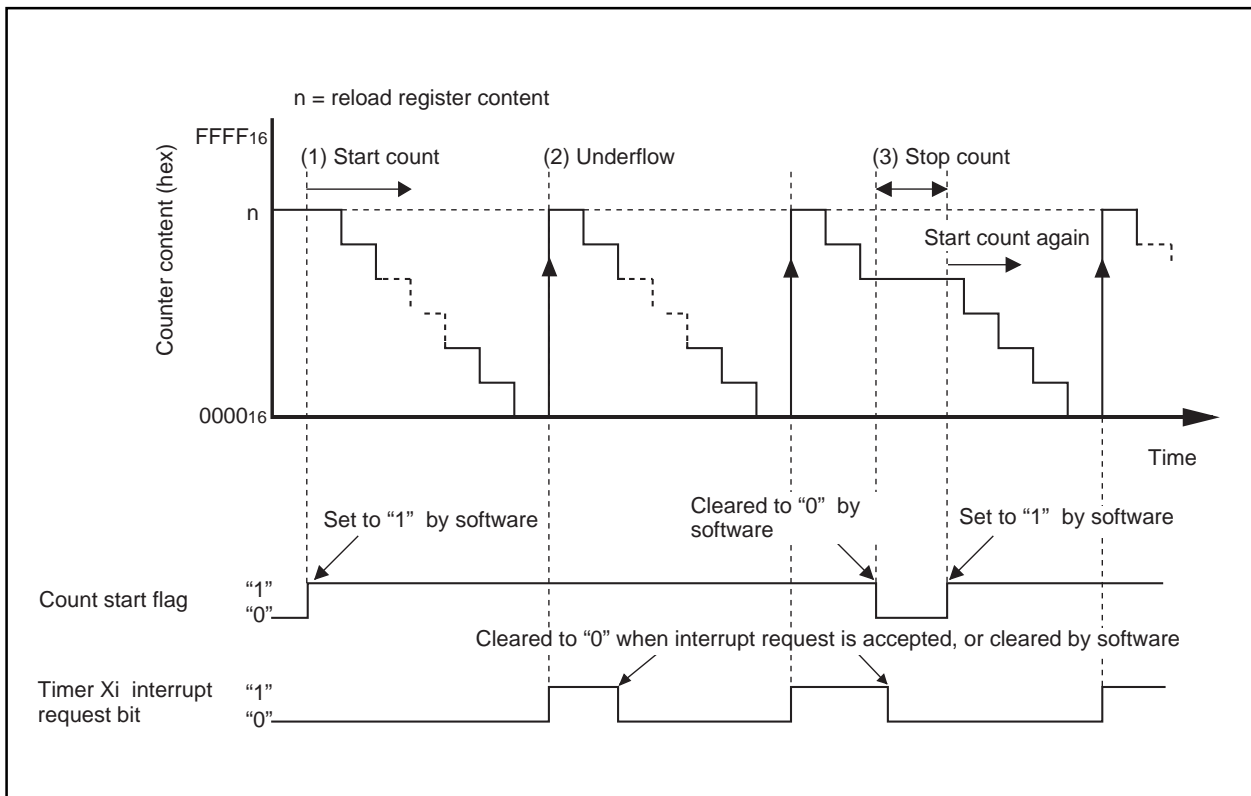 n = reload register content
FFFF16
(1) Start count
(2) Underflow
(3) Stop count
n
Start count again
Counter content (hex)
000016
Time
Set to “1” by software
Cleared to “0” by
software
Set to “1” by software
Count start flag
“1”
“0”
Cleared to “0” when interrupt request is accepted, or cleared by software
Timer Xi interrupt
request bit
“1”
“0”